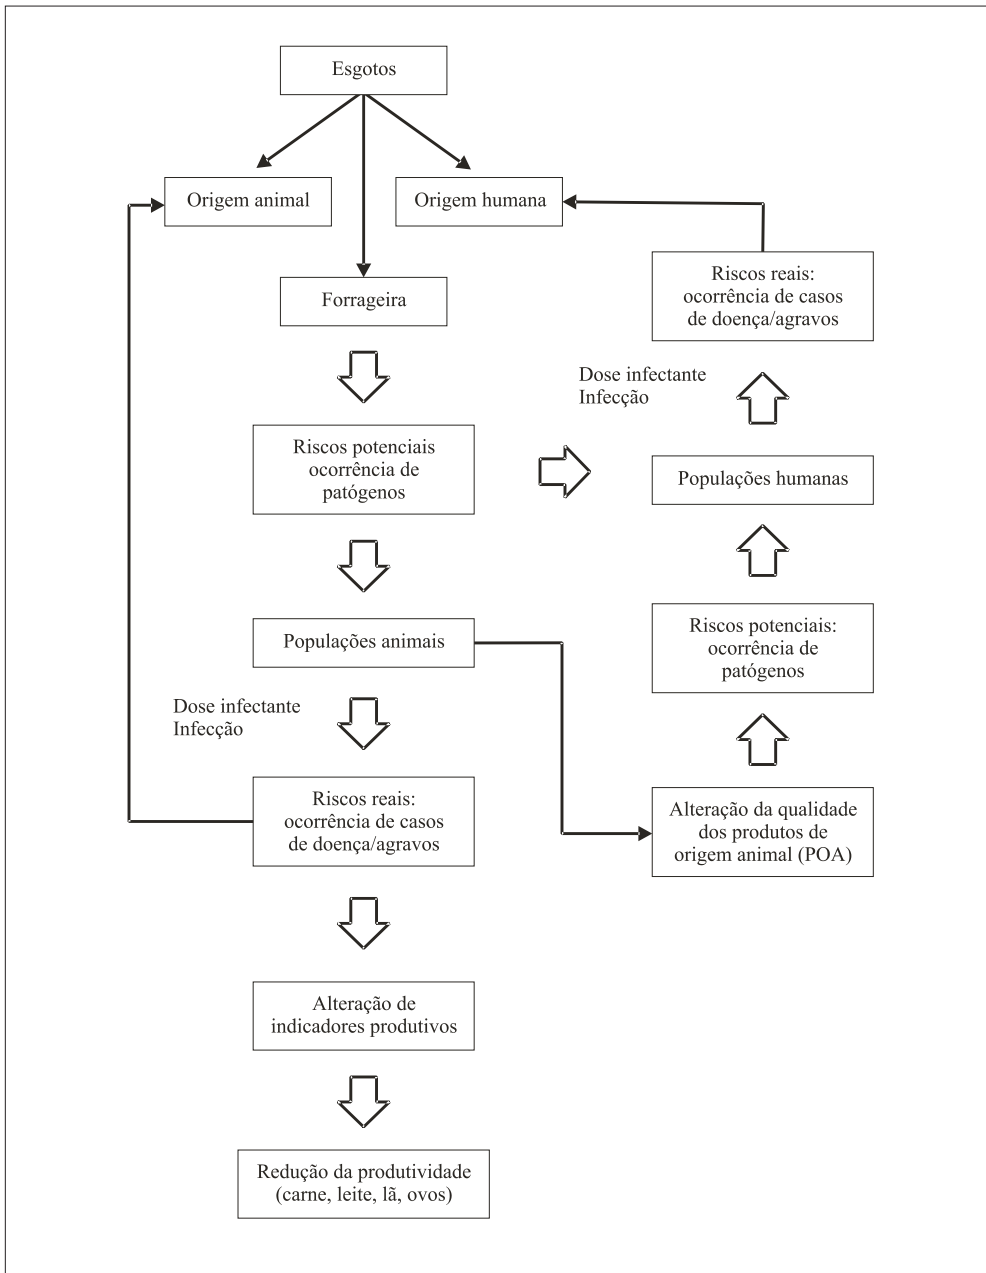 Esgotos
Origem animal
Origem humana
Forrageira
Riscos reais:
ocorrência de casos
de doença/agravos
Dose infectante
Infecção
Riscos potenciais
ocorrência de
patógenos
Populações humanas
Populações animais
Riscos potenciais:
ocorrência de
patógenos
Dose infectante
Infecção
Riscos reais:
ocorrência de casos
de doença/agravos
Alteração da qualidade
dos produtos de
origem animal (POA)
Alteração de
indicadores produtivos
Redução da produtividade
(carne, leite, lã, ovos)